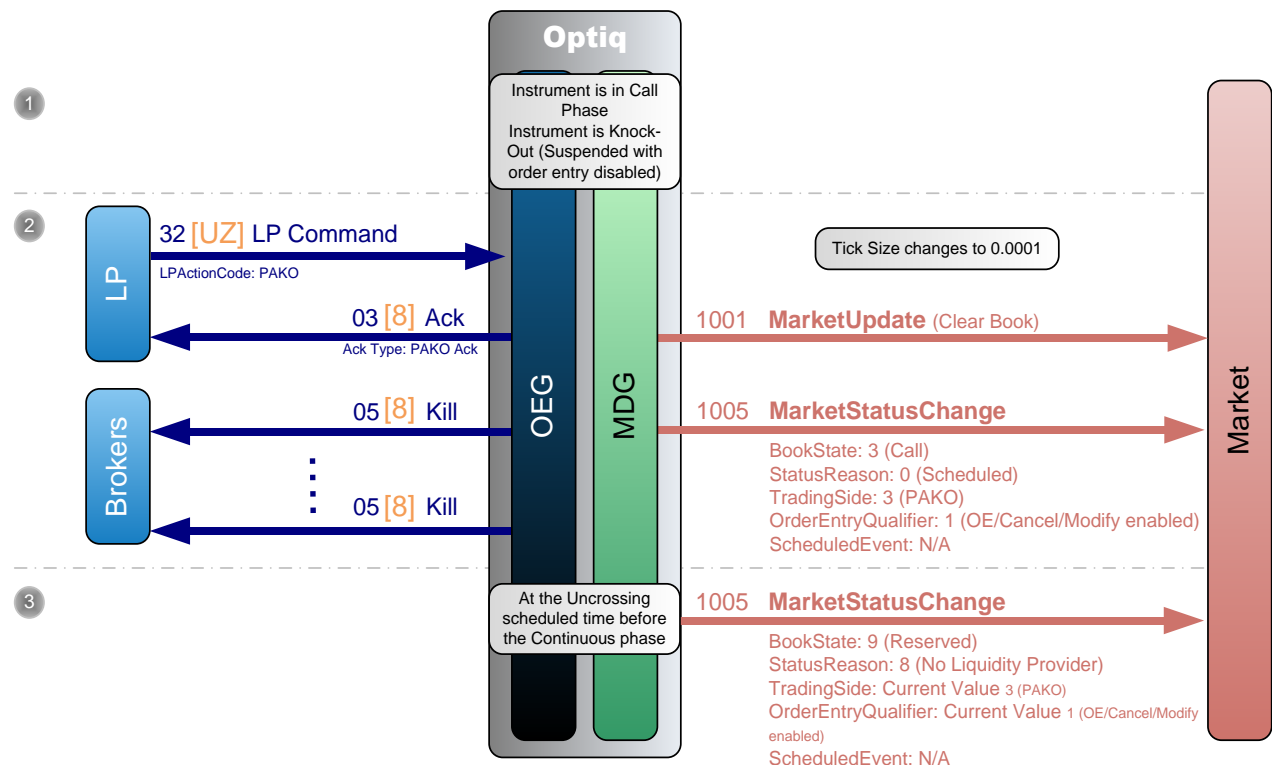 Optiq
1
Instrument is in Call
Phase
Instrument is Knock-
Out (Suspended with
order entry disabled)
2
LP
32 [UZ] LP Command
LPActionCode: PAKO
Tick Size changes to 0.0001
03 [8] Ack
Ack Type: PAKO Ack
1001 MarketUpdate (Clear Book)
OEG
MDG
Market
Brokers
05 [8] Kill
05 [8] Kill
1005 MarketStatusChange
BookState: 3 (Call)
StatusReason: 0 (Scheduled)
TradingSide: 3 (PAKO)
OrderEntryQualifier: 1 (OE/Cancel/Modify enabled)
ScheduledEvent: N/A
3
At the Uncrossing
scheduled time before
the Continuous phase
1005 MarketStatusChange
BookState: 9 (Reserved)
StatusReason: 8 (No Liquidity Provider)
TradingSide: Current Value 3 (PAKO)
OrderEntryQualifier: Current Value 1 (OE/Cancel/Modify
enabled)
ScheduledEvent: N/A